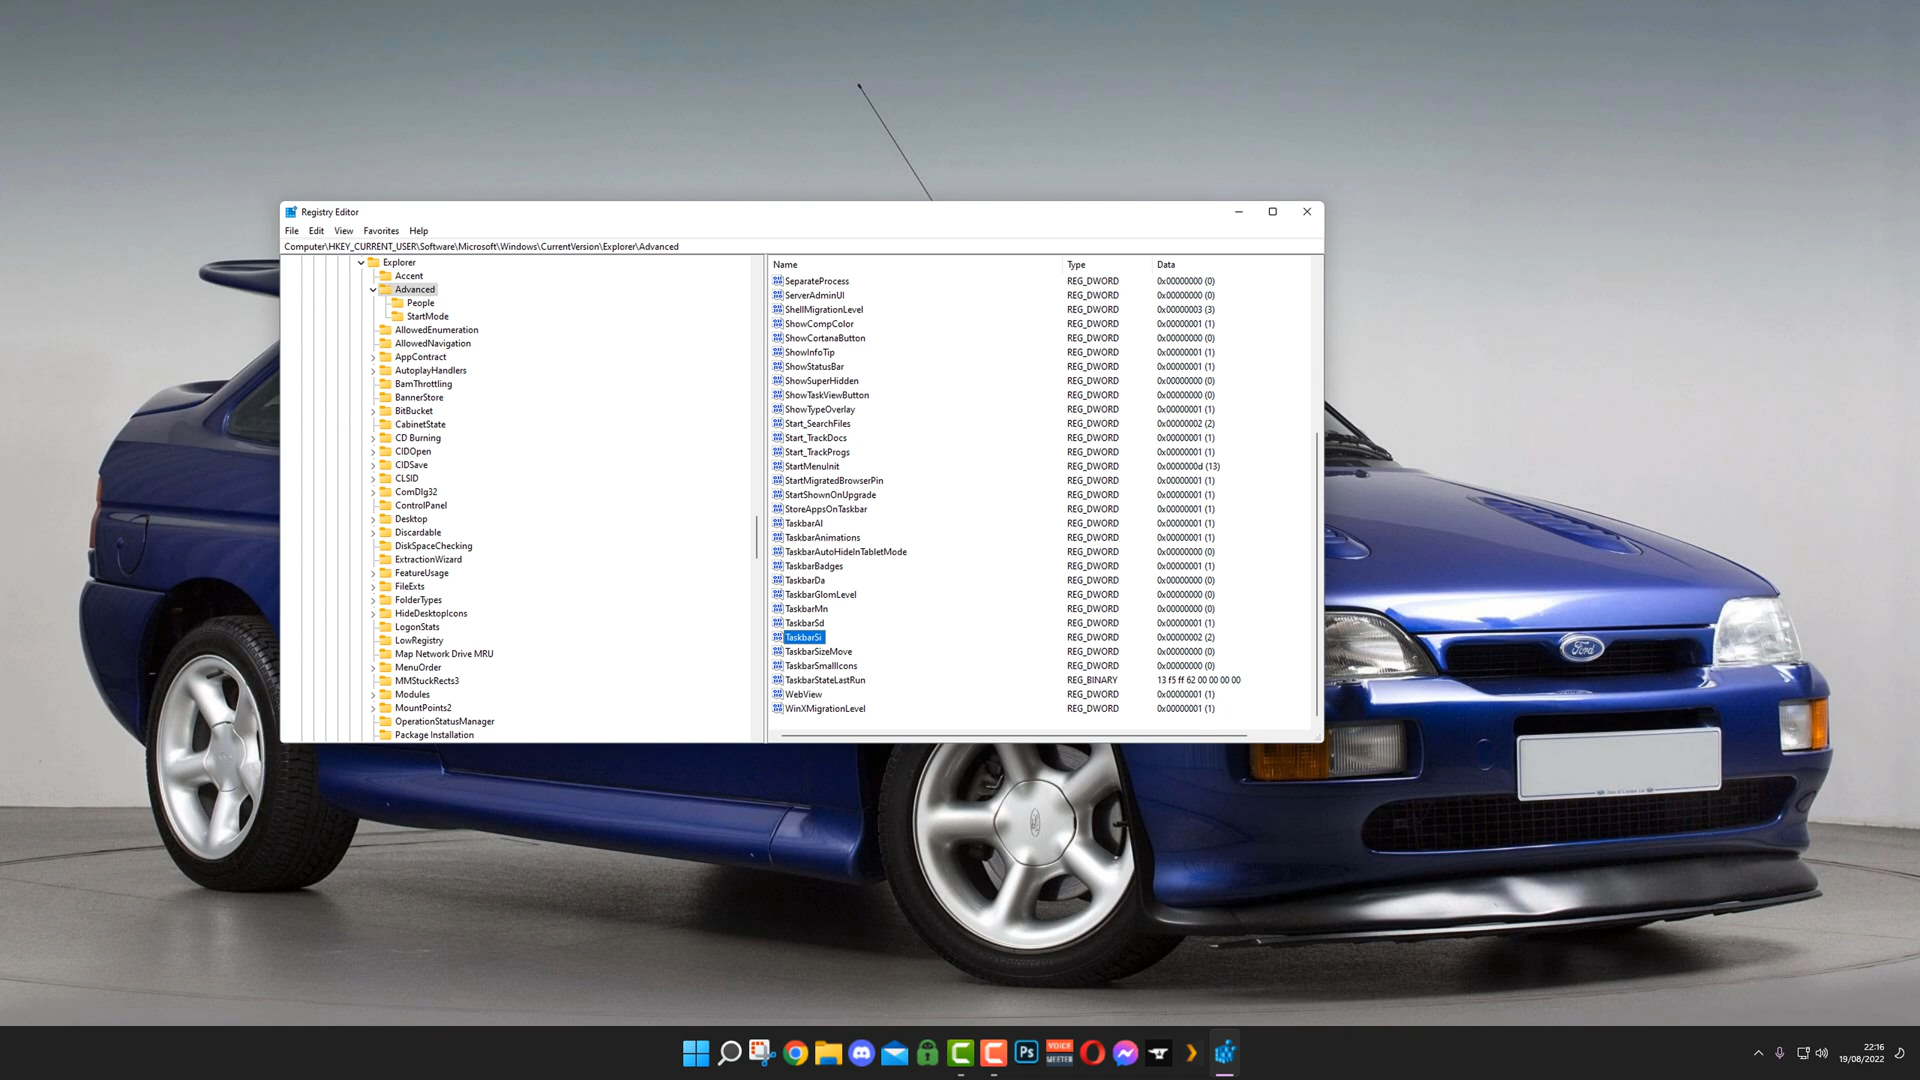 Registry Editor
File Edit View Favorites Help
Computer\HKEY_CURRENT_USER\Software\Microsoft\Windows\CurrentVersion\Explorer\Advanced
Explorer
Accent
Advanced
People
StartMode
AllowedEnumeration
AllowedNavigation
AppContract
AutoplayHandlers
BamThrottling
BannerStore
BitBucket
CabinetState
CD Burning
CIDOpen
CIDSave
CLSID
ComDlg32
ControlPanel
Desktop
Discardable
DiskSpaceChecking
ExtractionWizard
FeatureUsage
FileExts
FolderTypes
HideDesktopIcons
LogonStats
LowRegistry
Map Network Drive MRU
MenuOrder
MMStuckRects3
Modules
MountPoints2
OperationStatusManager
Package Installation
Name Type Data
SeparateProcess REG_DWORD 0x00000000 (0)
ServerAdminUI REG_DWORD 0x00000000 (0)
ShellMigrationLevel REG_DWORD 0x00000003 (3)
ShowCompColor REG_DWORD 0x00000001 (1)
ShowCortanaButton REG_DWORD 0x00000000 (0)
ShowInfoTip REG_DWORD 0x00000001 (1)
ShowStatusBar REG_DWORD 0x00000001 (1)
ShowSuperHidden REG_DWORD 0x00000000 (0)
ShowTaskViewButton REG_DWORD 0x00000000 (0)
ShowTypeOverlay REG_DWORD 0x00000001 (1)
Start_SearchFiles REG_DWORD 0x00000002 (2)
Start_TrackDocs REG_DWORD 0x00000001 (1)
Start_TrackProgs REG_DWORD 0x00000001 (1)
StartMenuInit REG_DWORD 0x0000000d (13)
StartMigratedBrowserPin REG_DWORD 0x00000001 (1)
StartShownOnUpgrade REG_DWORD 0x00000001 (1)
StoreAppsOnTaskbar REG_DWORD 0x00000001 (1)
TaskbarAl REG_DWORD 0x00000001 (1)
TaskbarAnimations REG_DWORD 0x00000001 (1)
TaskbarAutoHideInTabletMode REG_DWORD 0x00000000 (0)
TaskbarBadges REG_DWORD 0x00000001 (1)
TaskbarDa REG_DWORD 0x00000000 (0)
TaskbarGlomLevel REG_DWORD 0x00000000 (0)
TaskbarMn REG_DWORD 0x00000000 (0)
TaskbarSd REG_DWORD 0x00000001 (1)
TaskbarSi REG_DWORD 0x00000002 (2)
TaskbarSizeMove REG_DWORD 0x00000000 (0)
TaskbarSmallIcons REG_DWORD 0x00000000 (0)
TaskbarStateLastRun REG_BINARY 13 f5 ff 62 00 00 00 00
WebView REG_DWORD 0x00000001 (1)
WinXMigrationLevel REG_DWORD 0x00000001 (1)
Ford
Ps
VOICE
MEETER
22:16
19/08/2022